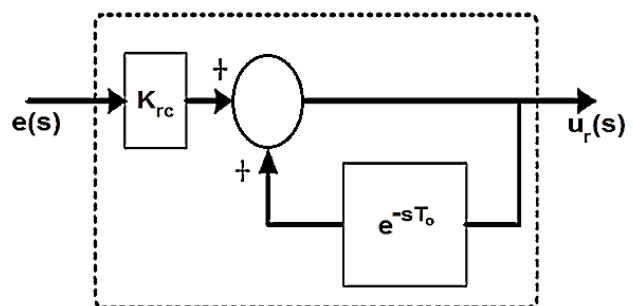 +
K_rc
e(s)
u_r(s)
+
e^-sT_o